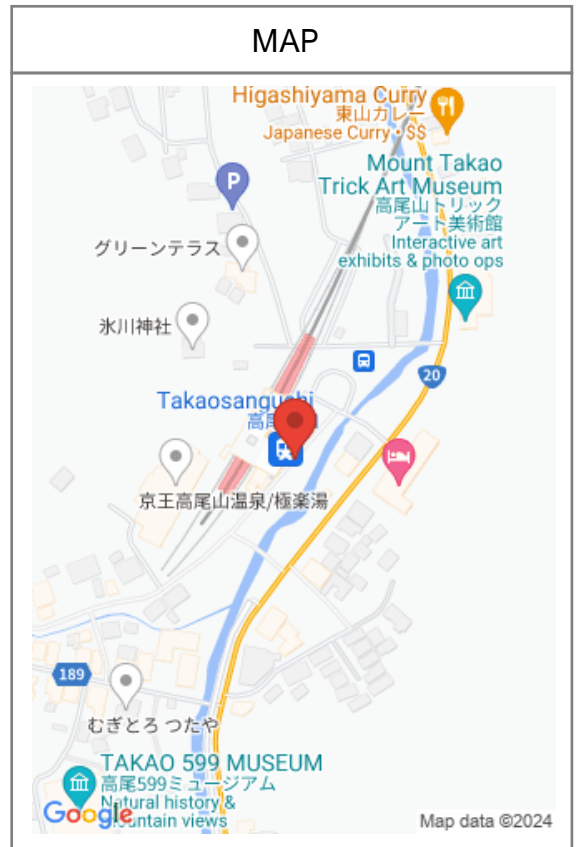 MAP
Higashiyama Curry
東山カレー
Japanese Curry • $$
Mount Takao
Trick Art Museum
高尾山トリック
アート美術館
Interactive art
exhibits & photo ops
P
グリーンテラス
氷川神社
20
Takaosanguchi
京王高尾山温泉/極楽湯
189
むぎとろ つたや
TAKAO 599 MUSEUM
高尾599ミュージアム
Natural history &
mountain views
Google
Map data ©2024